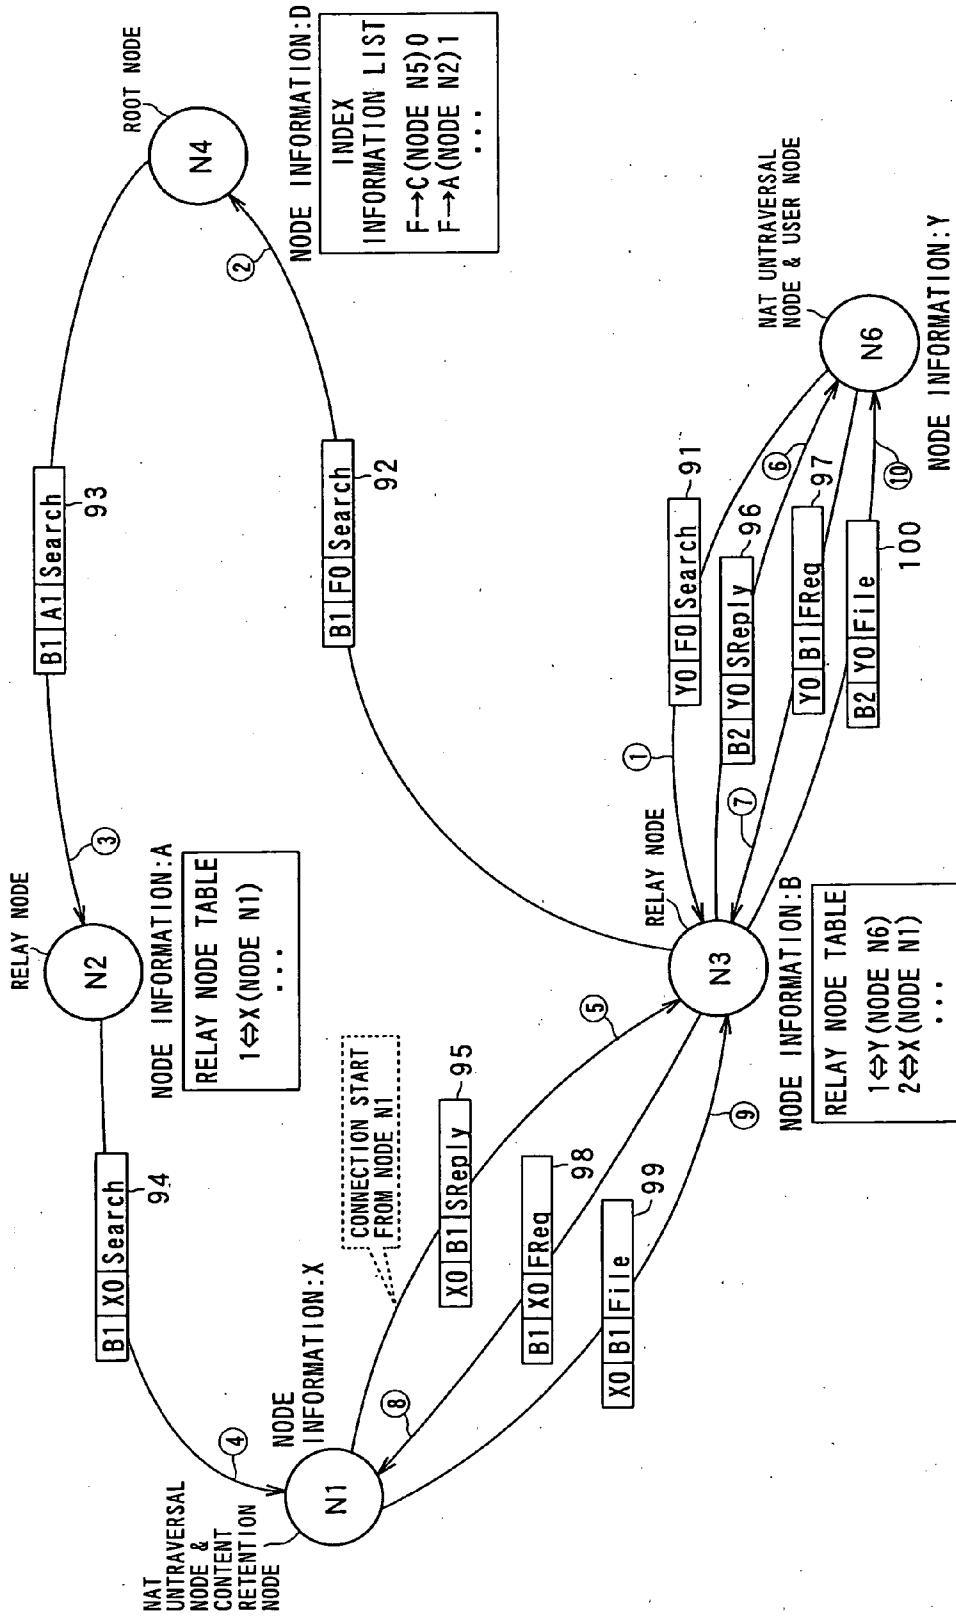 NAT
UNTRAVERSAL
NODE &
CONTENT
RETENTION
NODE
N1
NODE
INFORMATION:X
④
B1 X0 Search
94
RELAY NODE
N2
NODE INFORMATION:A
RELAY NODE TABLE
1⇔X(NODE N1)
...
③
B1 A1 Search
93
ROOT NODE
N4
NODE INFORMATION:D
INDEX
INFORMATION LIST
F→C(NODE N5)0
F→A(NODE N2)1
...
②
B1 F0 Search
92
CONNECTION START
FROM NODE N1
X0 B1 SReply
95
⑤
⑧
B1 X0 FReq
98
X0 B1 File
99
⑨
RELAY NODE
N3
NODE INFORMATION:B
RELAY NODE TABLE
1⇔Y(NODE N6)
2⇔X(NODE N1)
...
①
Y0 F0 Search
91
B2 Y0 SReply
96
⑥
⑦
Y0 B1 FReq
97
B2 Y0 File
100
⑩
NAT UNTRAVERSAL
NODE & USER NODE
N6
NODE INFORMATION:Y